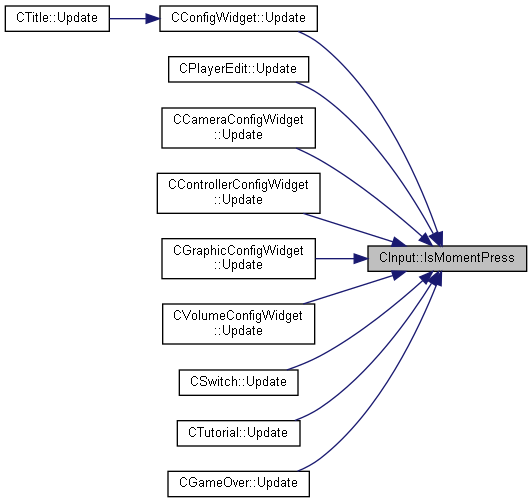 CTitle::Update
CConfigWidget::Update
CPlayerEdit::Update
CCameraConfigWidget
::Update
CControllerConfigWidget
::Update
CGraphicConfigWidget
::Update
CInput::IsMomentPress
CVolumeConfigWidget
::Update
CSwitch::Update
CTutorial::Update
CGameOver::Update